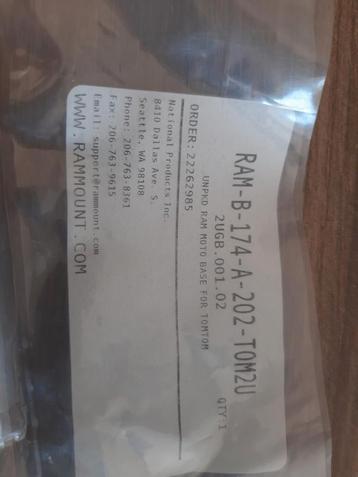 RAM-B-174-A-202-TOM2U
2UGB.001.02 QTY:1
UNPKD RAM MOTO BASE FOR TOMTOM
ORDER: 22262985
National Products Inc.
8410 Dallas Ave. S.
Seattle, WA 98108
Phone: 206-763-8361
Fax: 206-763-9615
Email: support@rammount.com
WWW.RAMMOUNT.COM